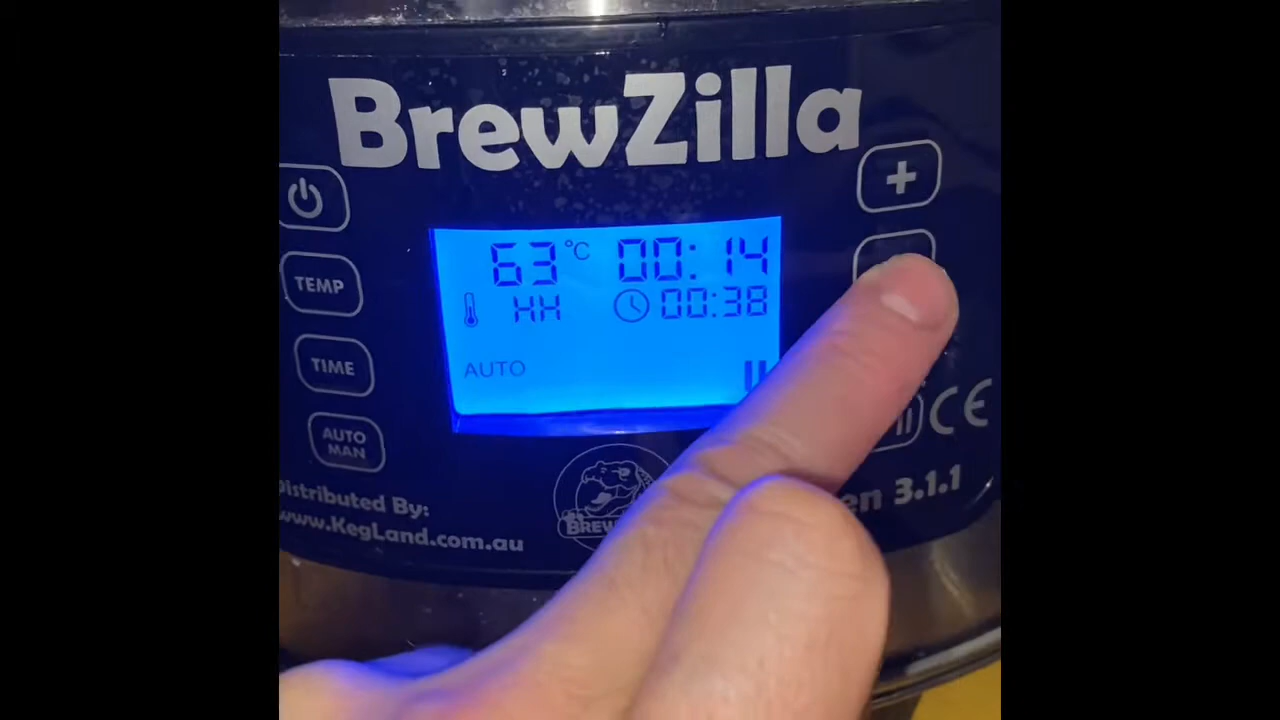 BrewZilla
+
63 °C 00:14
TEMP
HH 00:38
TIME
AUTO
AUTO
MAN
CE
Distributed By:
www.KegLand.com.au
3.1.1